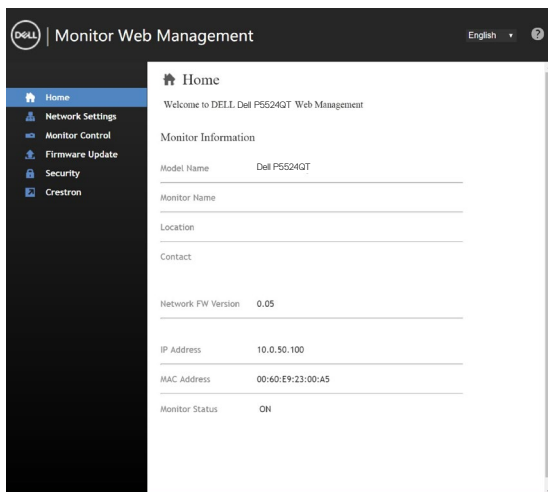 DELL | Monitor Web Management
English ▾ ?
Home
Network Settings
Monitor Control
Firmware Update
Security
Crestron
Home
Welcome to DELL Dell P5524QT Web Management
Monitor Information
Model Name Dell P5524QT
Monitor Name
Location
Contact
Network FW Version 0.05
IP Address 10.0.50.100
MAC Address 00:60:E9:23:00:A5
Monitor Status ON